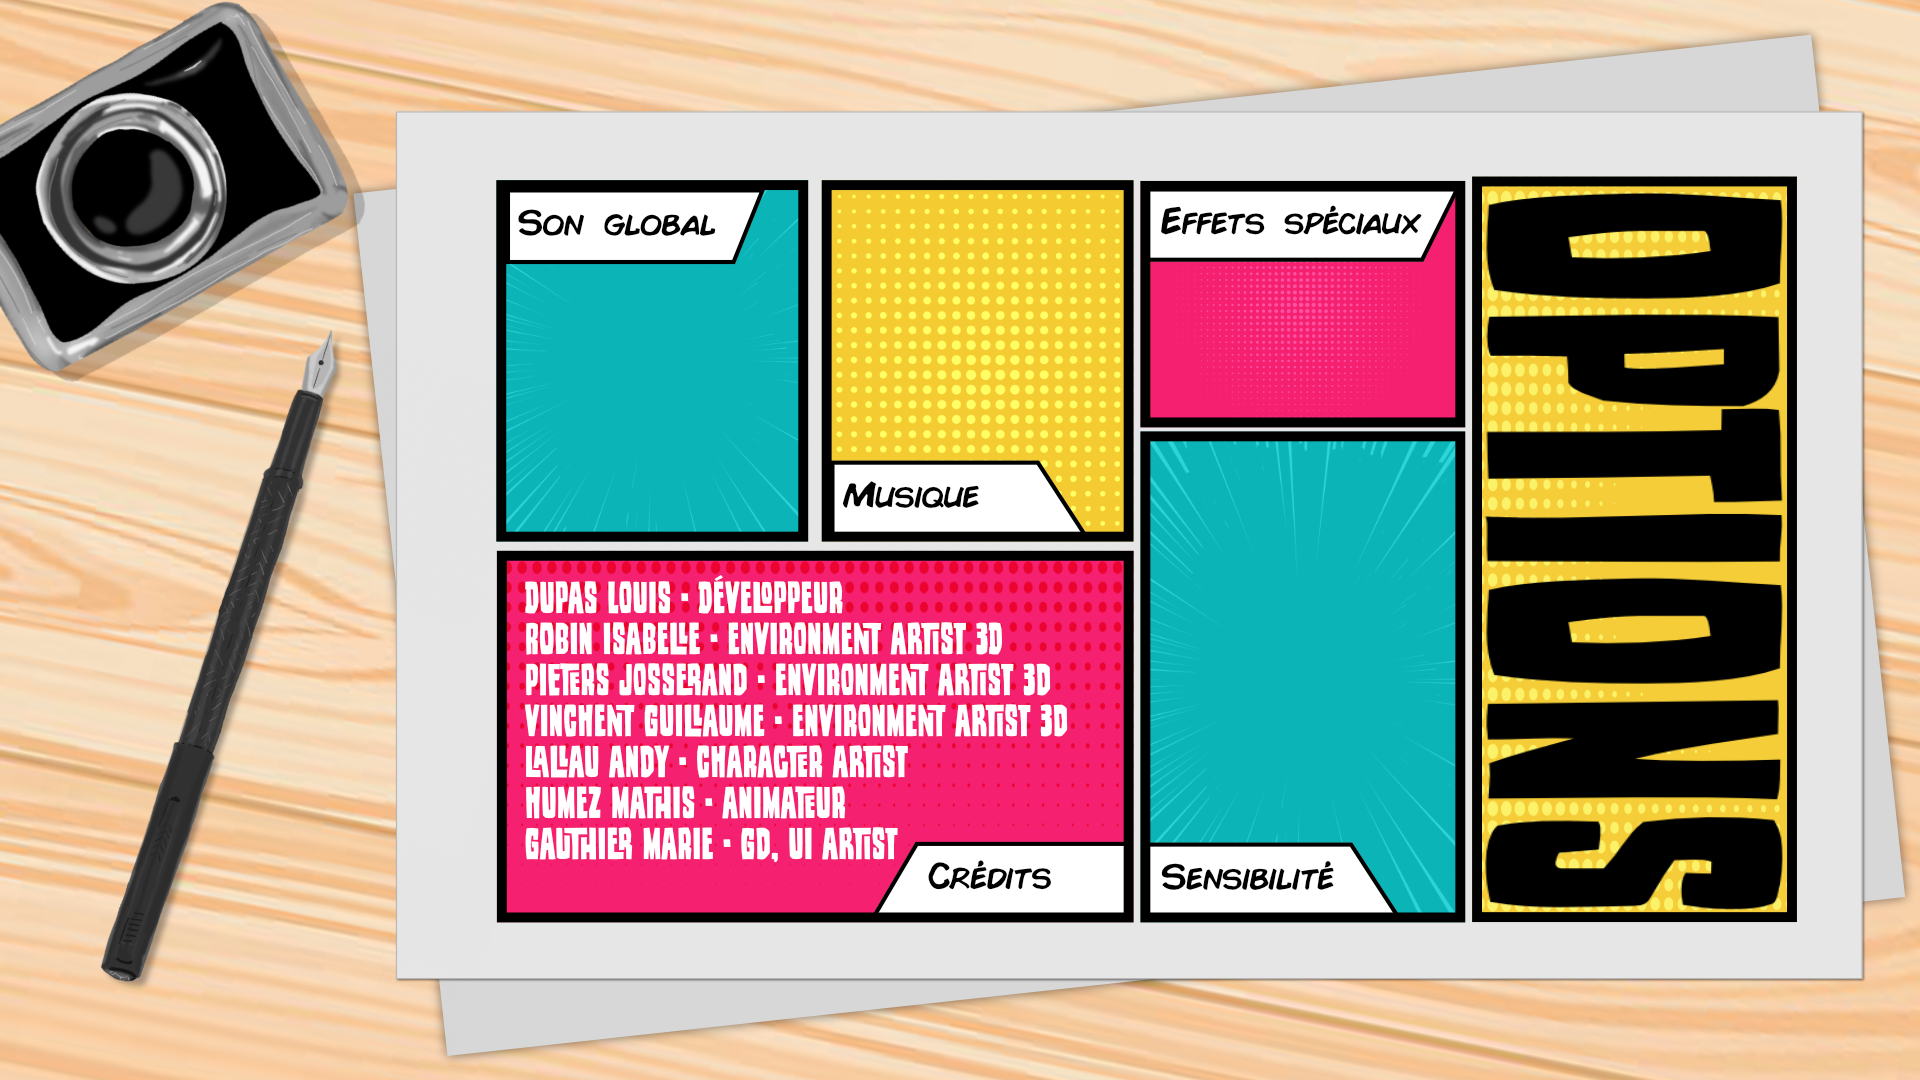 Son global
Musique
Effets spéciaux
OPTIONS
DUPAS LOUIS - DÉVELOPPEUR
ROBIN ISABELLE - ENVIRONMENT ARTIST 3D
PIETERS JOSSERAND - ENVIRONMENT ARTIST 3D
VINCHENT GUILLAUME - ENVIRONMENT ARTIST 3D
LALLAU ANDY - CHARACTER ARTIST
HUMEZ MATHIS - ANIMATEUR
GAUTHIER MARIE - GD, UI ARTIST
Crédits
Sensibilité